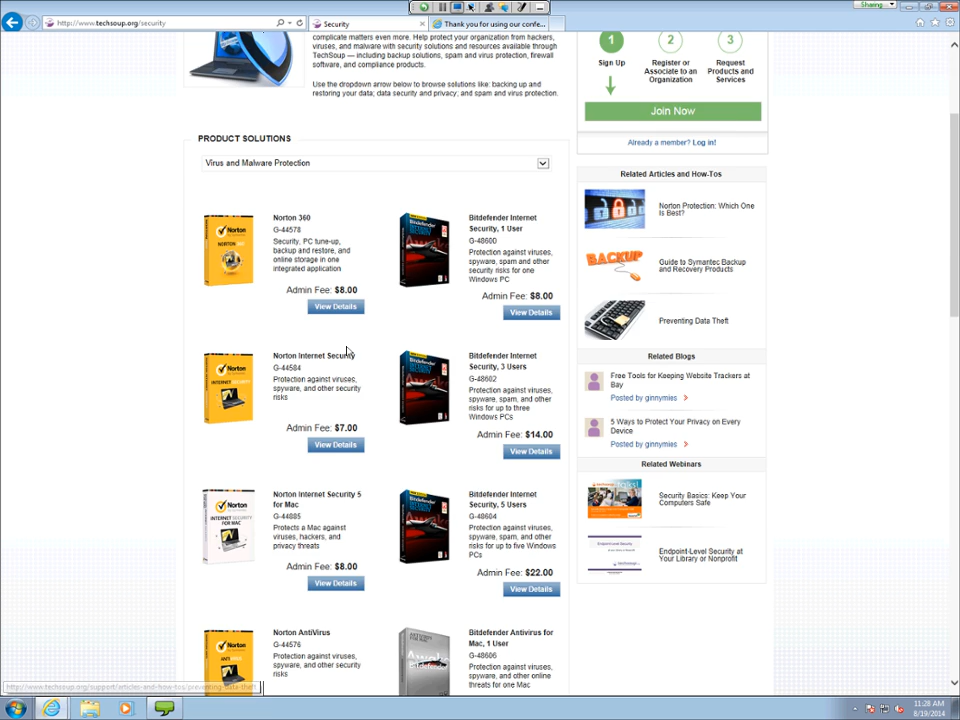 Sharing
http://www.techsoup.org/security
Security
Thank you for using our confe...
complicate matters even more. Help protect your organization from hackers,
viruses, and malware with security solutions and resources available through
TechSoup — including backup solutions, spam and virus protection, firewall
software, and compliance products.
Use the dropdown arrow below to browse solutions like: backing up and
restoring your data; data security and privacy; and spam and virus protection.
1
2
3
Sign Up
Register or
Associate to an
Organization
Request
Products and
Services
Join Now
Already a member? Log in!
PRODUCT SOLUTIONS
Virus and Malware Protection
Norton 360
G-44578
Security, PC tune-up,
backup and restore, and
online storage in one
integrated application
Admin Fee: $8.00
View Details
Bitdefender Internet
Security, 1 User
G-48600
Protection against viruses,
spyware, spam and other
security risks for one
Windows PC
Admin Fee: $8.00
View Details
Norton Internet Security
G-44584
Protection against viruses,
spyware, and other security
risks
Admin Fee: $7.00
View Details
Bitdefender Internet
Security, 3 Users
G-48602
Protection against viruses,
spyware, spam, and other
risks for up to three
Windows PCs
Admin Fee: $14.00
View Details
Norton Internet Security 5
for Mac
G-44885
Protects a Mac against
viruses, hackers, and
privacy threats
Admin Fee: $8.00
View Details
Bitdefender Internet
Security, 5 Users
G-48604
Protection against viruses,
spyware, spam, and other
risks for up to five Windows
PCs
Admin Fee: $22.00
View Details
Norton AntiVirus
G-44576
Protection against viruses,
spyware, and other security
risks
Bitdefender Antivirus for
Mac, 1 User
G-48606
Protection against viruses,
spyware, and other online
threats for one Mac
Related Articles and How-Tos
Norton Protection: Which One
Is Best?
BACKUP
Guide to Symantec Backup
and Recovery Products
Preventing Data Theft
Related Blogs
Free Tools for Keeping Website Trackers at
Bay
Posted by ginnymies
5 Ways to Protect Your Privacy on Every
Device
Posted by ginnymies
Related Webinars
Security Basics: Keep Your
Computers Safe
Endpoint-Level Security at
Your Library or Nonprofit
http://www.techsoup.org/support/articles-and-how-tos/preventing-data-theft
11:28 AM
8/19/2014